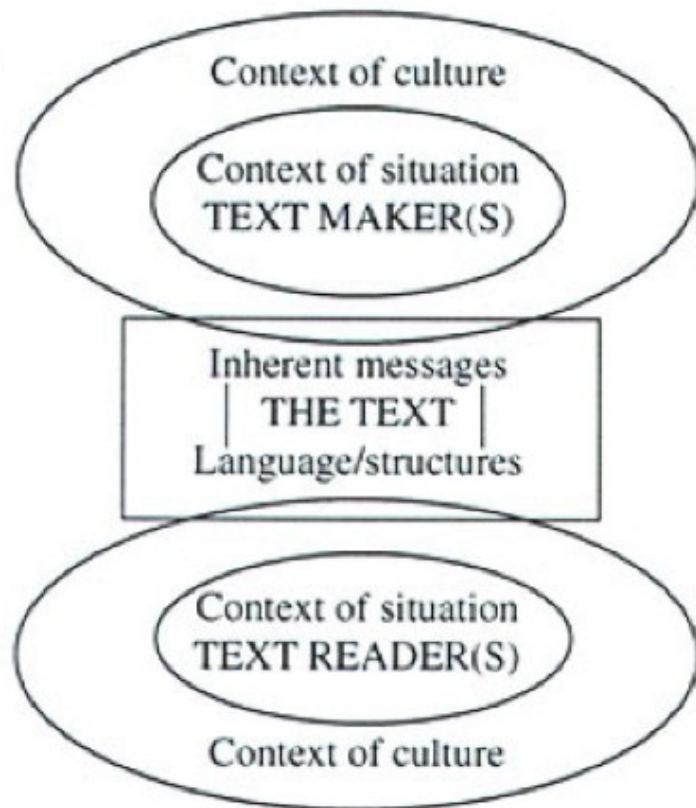 Context of culture
Context of situation
TEXT MAKER(S)
Inherent messages
THE TEXT
Language/structures
Context of situation
TEXT READER(S)
Context of culture